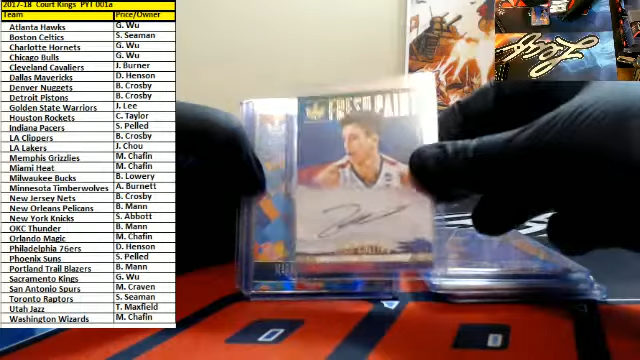 2017-18 Court Kings PYT 001a
Team Price/Owner
Atlanta Hawks G. Wu
Boston Celtics S. Seaman
Charlotte Hornets G. Wu
Chicago Bulls G. Wu
Cleveland Cavaliers J. Burner
Dallas Mavericks D. Henson
Denver Nuggets B. Crosby
Detroit Pistons B. Crosby
Golden State Warriors J. Lee
Houston Rockets C. Taylor
Indiana Pacers S. Pelled
LA Clippers B. Crosby
LA Lakers J. Chou
Memphis Grizzlies M. Chafin
Miami Heat M. Chafin
Milwaukee Bucks B. Lowery
Minnesota Timberwolves A. Burnett
New Jersey Nets B. Crosby
New Orleans Pelicans B. Mann
New York Knicks S. Abbott
OKC Thunder B. Mann
Orlando Magic M. Chafin
Philadelphia 76ers D. Henson
Phoenix Suns S. Pelled
Portland Trail Blazers B. Mann
Sacramento Kings G. Wu
San Antonio Spurs M. Craven
Toronto Raptors S. Seaman
Utah Jazz T. Maxfield
Washington Wizards M. Chafin
FRESH PAINT